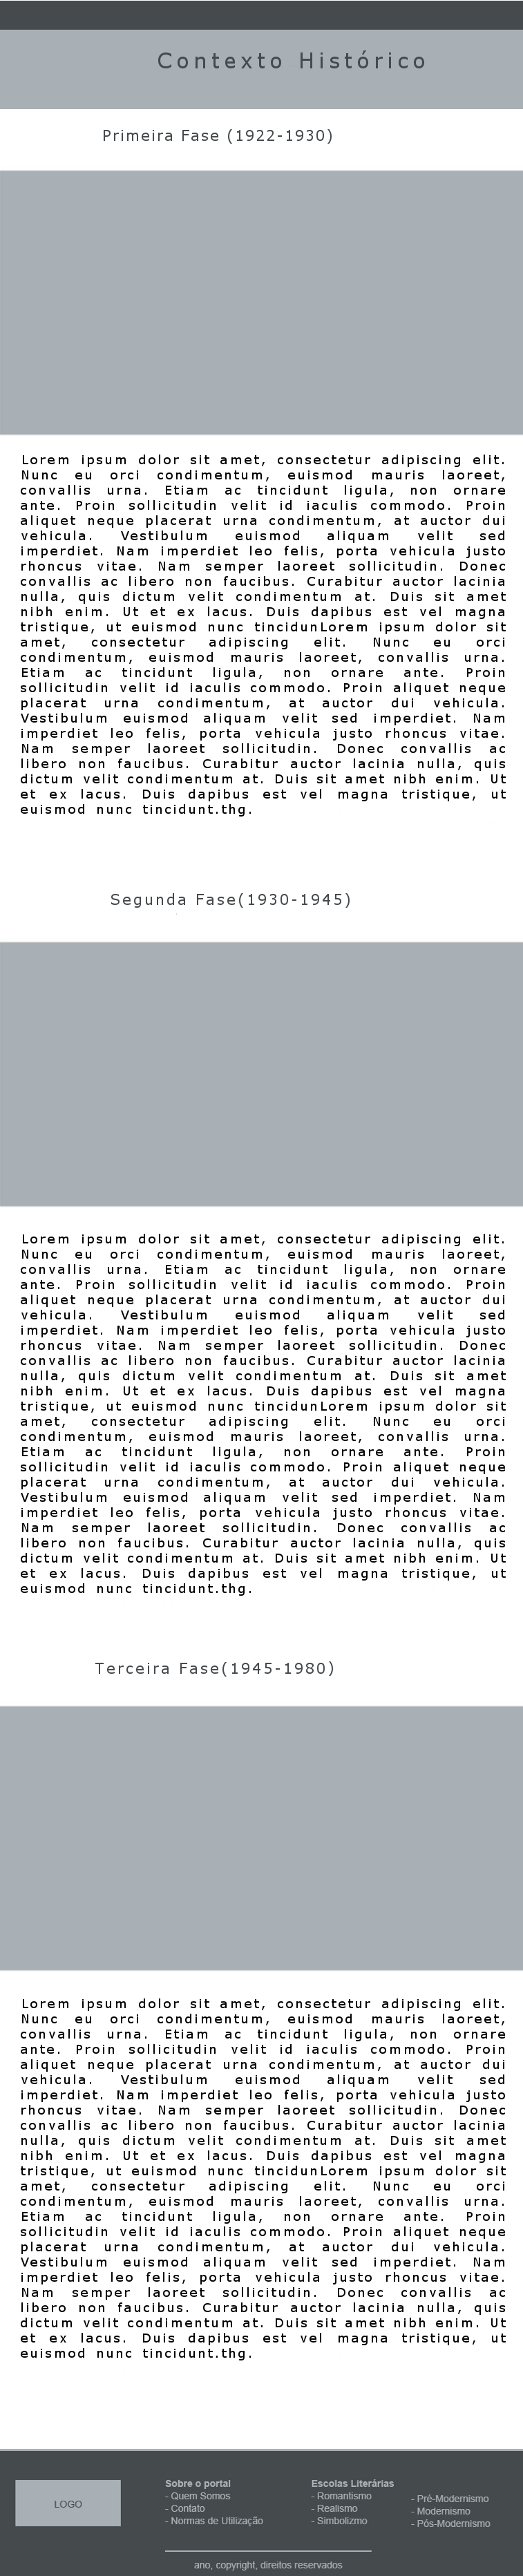 Contexto Histórico
Primeira Fase (1922-1930)
Lorem ipsum dolor sit amet, consectetur adipiscing elit.
Nunc eu orci condimentum, euismod mauris laoreet,
convallis urna. Etiam ac tincidunt ligula, non ornare
ante. Proin sollicitudin velit id iaculis commodo. Proin
aliquet neque placerat urna condimentum, at auctor dui
vehicula. Vestibulum euismod aliquam velit sed
imperdiet. Nam imperdiet leo felis, porta vehicula justo
rhoncus vitae. Nam semper laoreet sollicitudin. Donec
convallis ac libero non faucibus. Curabitur auctor lacinia
nulla, quis dictum velit condimentum at. Duis sit amet
nibh enim. Ut et ex lacus. Duis dapibus est vel magna
tristique, ut euismod nunc tincidunLorem ipsum dolor sit
amet, consectetur adipiscing elit. Nunc eu orci
condimentum, euismod mauris laoreet, convallis urna.
Etiam ac tincidunt ligula, non ornare ante. Proin
sollicitudin velit id iaculis commodo. Proin aliquet neque
placerat urna condimentum, at auctor dui vehicula.
Vestibulum euismod aliquam velit sed imperdiet. Nam
imperdiet leo felis, porta vehicula justo rhoncus vitae.
Nam semper laoreet sollicitudin. Donec convallis ac
libero non faucibus. Curabitur auctor lacinia nulla, quis
dictum velit condimentum at. Duis sit amet nibh enim. Ut
et ex lacus. Duis dapibus est vel magna tristique, ut
euismod nunc tincidunt.thg.
Segunda Fase(1930-1945)
Lorem ipsum dolor sit amet, consectetur adipiscing elit.
Nunc eu orci condimentum, euismod mauris laoreet,
convallis urna. Etiam ac tincidunt ligula, non ornare
ante. Proin sollicitudin velit id iaculis commodo. Proin
aliquet neque placerat urna condimentum, at auctor dui
vehicula. Vestibulum euismod aliquam velit sed
imperdiet. Nam imperdiet leo felis, porta vehicula justo
rhoncus vitae. Nam semper laoreet sollicitudin. Donec
convallis ac libero non faucibus. Curabitur auctor lacinia
nulla, quis dictum velit condimentum at. Duis sit amet
nibh enim. Ut et ex lacus. Duis dapibus est vel magna
tristique, ut euismod nunc tincidunLorem ipsum dolor sit
amet, consectetur adipiscing elit. Nunc eu orci
condimentum, euismod mauris laoreet, convallis urna.
Etiam ac tincidunt ligula, non ornare ante. Proin
sollicitudin velit id iaculis commodo. Proin aliquet neque
placerat urna condimentum, at auctor dui vehicula.
Vestibulum euismod aliquam velit sed imperdiet. Nam
imperdiet leo felis, porta vehicula justo rhoncus vitae.
Nam semper laoreet sollicitudin. Donec convallis ac
libero non faucibus. Curabitur auctor lacinia nulla, quis
dictum velit condimentum at. Duis sit amet nibh enim. Ut
et ex lacus. Duis dapibus est vel magna tristique, ut
euismod nunc tincidunt.thg.
Terceira Fase(1945-1980)
Lorem ipsum dolor sit amet, consectetur adipiscing elit.
Nunc eu orci condimentum, euismod mauris laoreet,
convallis urna. Etiam ac tincidunt ligula, non ornare
ante. Proin sollicitudin velit id iaculis commodo. Proin
aliquet neque placerat urna condimentum, at auctor dui
vehicula. Vestibulum euismod aliquam velit sed
imperdiet. Nam imperdiet leo felis, porta vehicula justo
rhoncus vitae. Nam semper laoreet sollicitudin. Donec
convallis ac libero non faucibus. Curabitur auctor lacinia
nulla, quis dictum velit condimentum at. Duis sit amet
nibh enim. Ut et ex lacus. Duis dapibus est vel magna
tristique, ut euismod nunc tincidunLorem ipsum dolor sit
amet, consectetur adipiscing elit. Nunc eu orci
condimentum, euismod mauris laoreet, convallis urna.
Etiam ac tincidunt ligula, non ornare ante. Proin
sollicitudin velit id iaculis commodo. Proin aliquet neque
placerat urna condimentum, at auctor dui vehicula.
Vestibulum euismod aliquam velit sed imperdiet. Nam
imperdiet leo felis, porta vehicula justo rhoncus vitae.
Nam semper laoreet sollicitudin. Donec convallis ac
libero non faucibus. Curabitur auctor lacinia nulla, quis
dictum velit condimentum at. Duis sit amet nibh enim. Ut
et ex lacus. Duis dapibus est vel magna tristique, ut
euismod nunc tincidunt.thg.
LOGO
Sobre o portal
- Quem Somos
- Contato
- Normas de Utilização
Escolas Literárias
- Romantismo
- Realismo
- Simbolizmo
- Pré-Modernismo
- Modernismo
- Pós-Modernismo
ano, copyright, direitos reservados